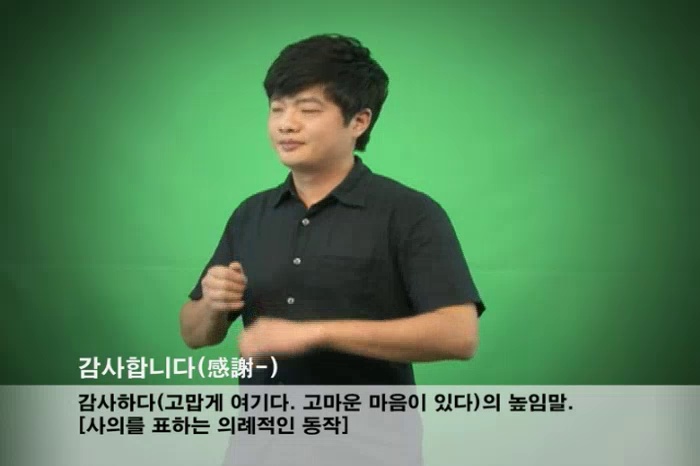 감사합니다(感謝-)
감사하다(고맙게 여기다. 고마운 마음이 있다)의 높임말.
[사의를 표하는 의례적인 동작]